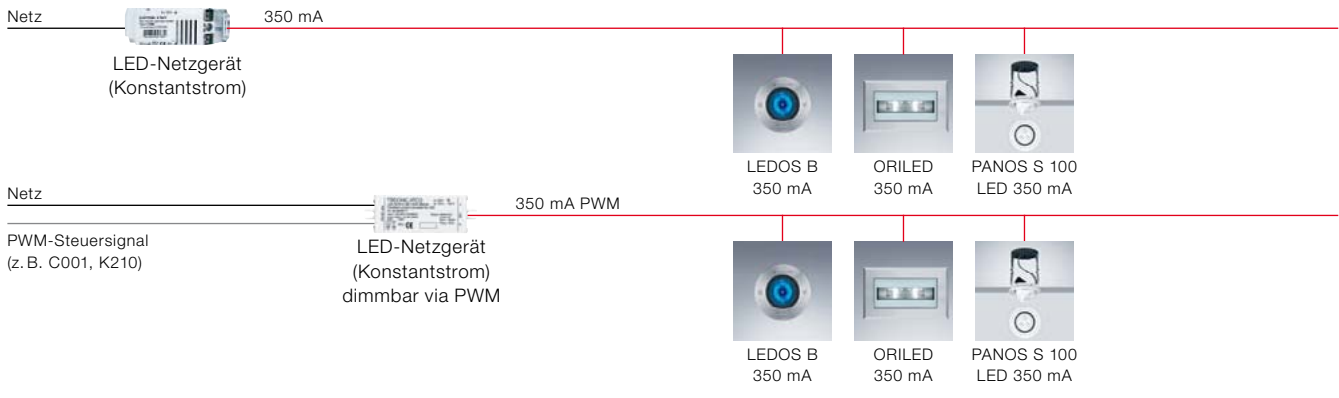 Netz
350 mA
LED-Netzgerät
(Konstantstrom)
LEDOS B
350 mA
ORILED
350 mA
PANOS S 100
LED 350 mA
Netz
350 mA PWM
PWM-Steuersignal
(z. B. C001, K210)
LED-Netzgerät
(Konstantstrom)
dimmbar via PWM
LEDOS B
350 mA
ORILED
350 mA
PANOS S 100
LED 350 mA